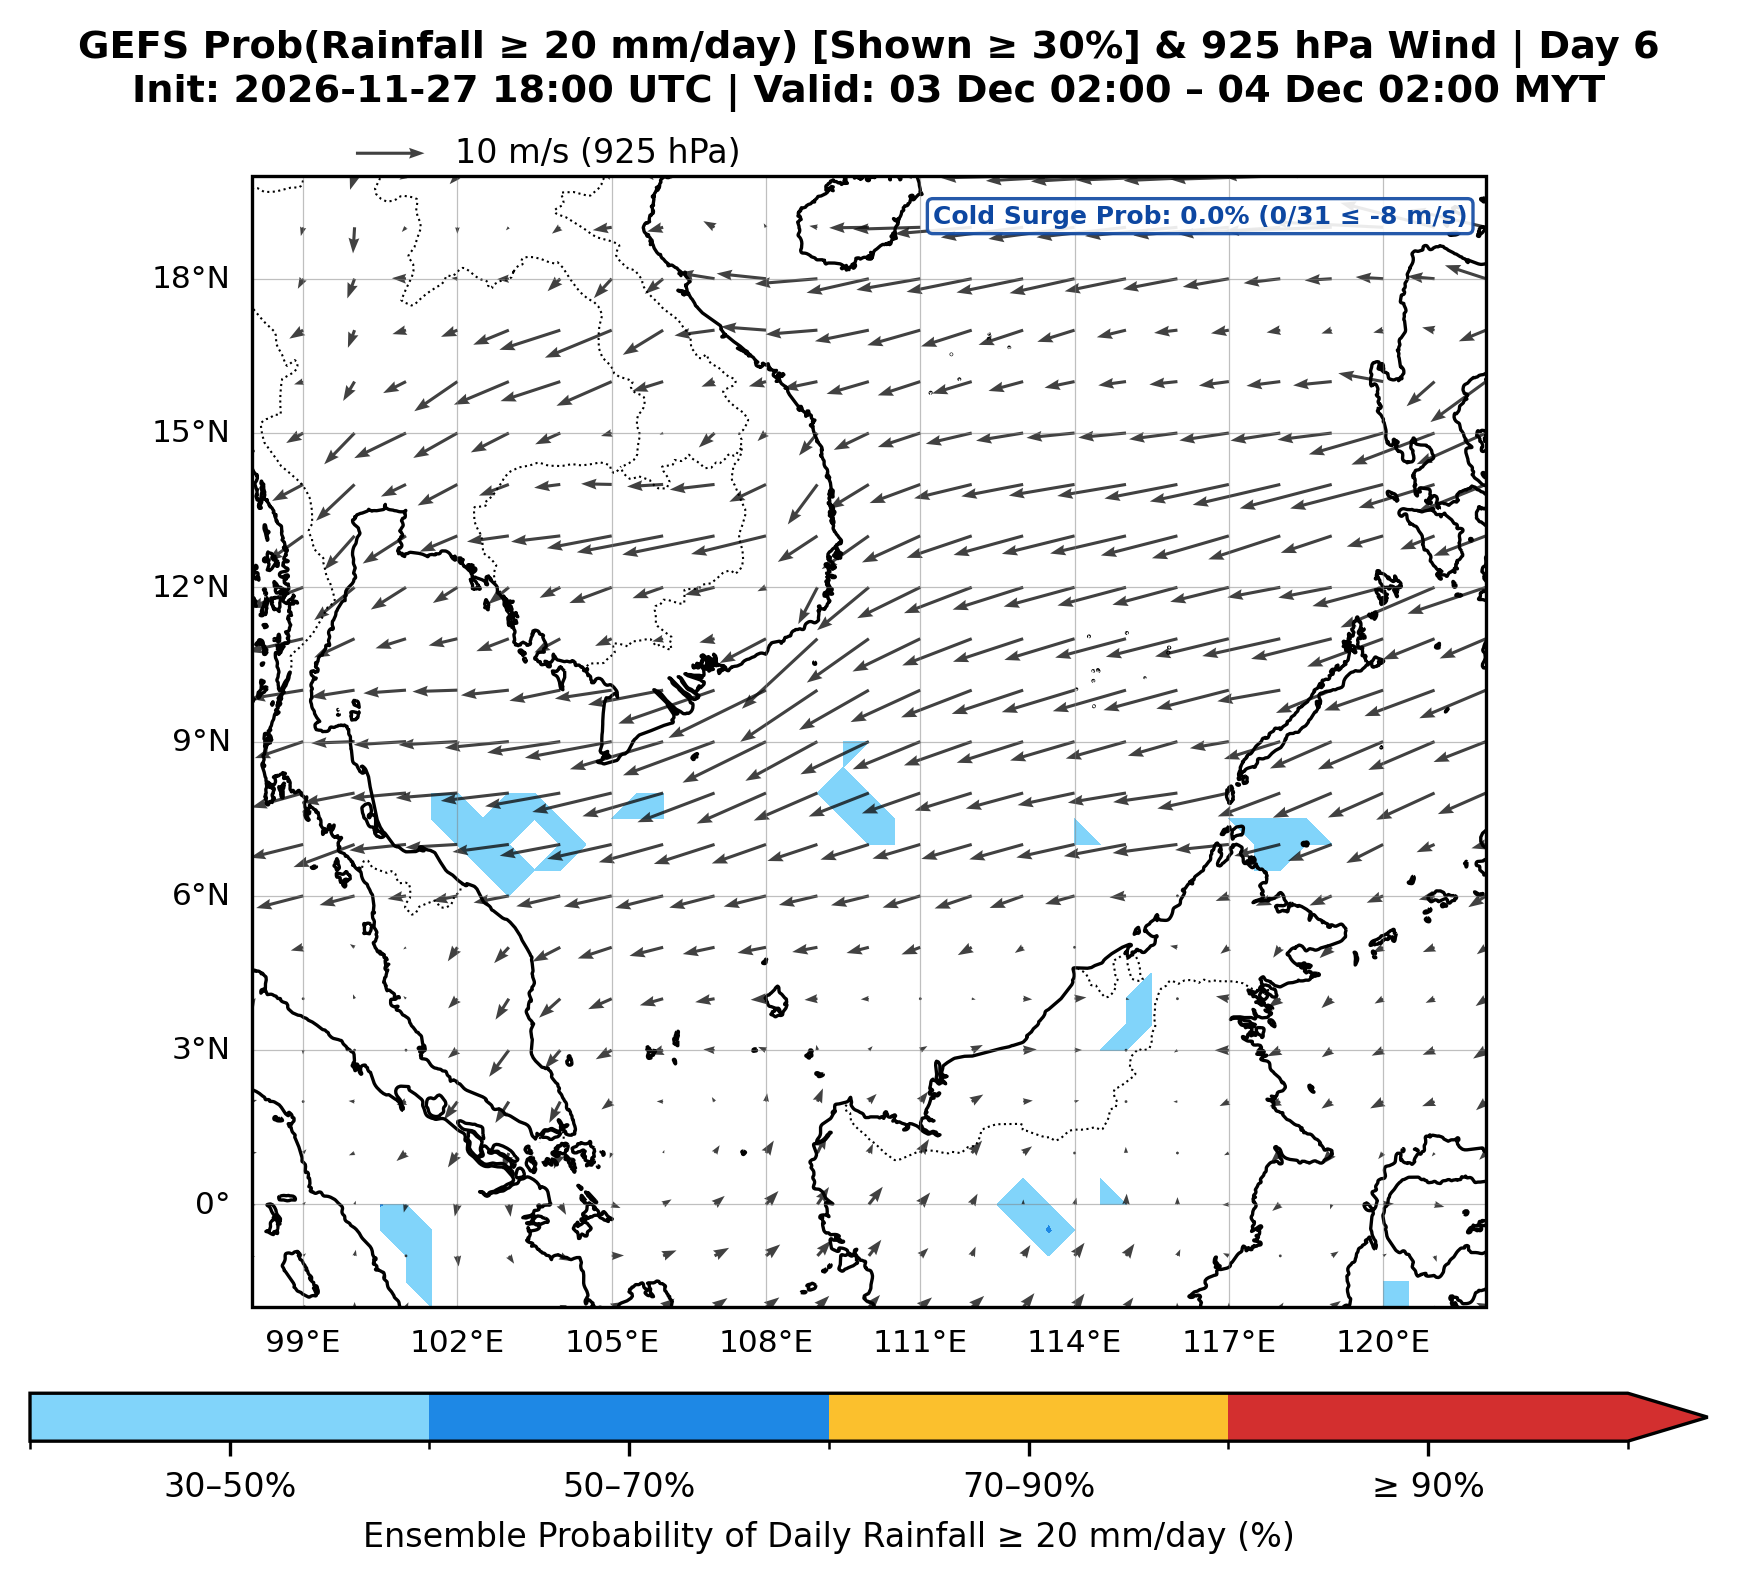 GEFS Prob(Rainfall ≥ 20 mm/day) [Shown ≥ 30%] & 925 hPa Wind | Day 6
Init: 2026-11-27 18:00 UTC | Valid: 03 Dec 02:00 – 04 Dec 02:00 MYT
10 m/s (925 hPa)
Cold Surge Prob: 0.0% (0/31 ≤ -8 m/s)
18°N
15°N
12°N
9°N
6°N
3°N
0°
99°E 102°E 105°E 108°E 111°E 114°E 117°E 120°E
30–50% 50–70% 70–90% ≥ 90%
Ensemble Probability of Daily Rainfall ≥ 20 mm/day (%)